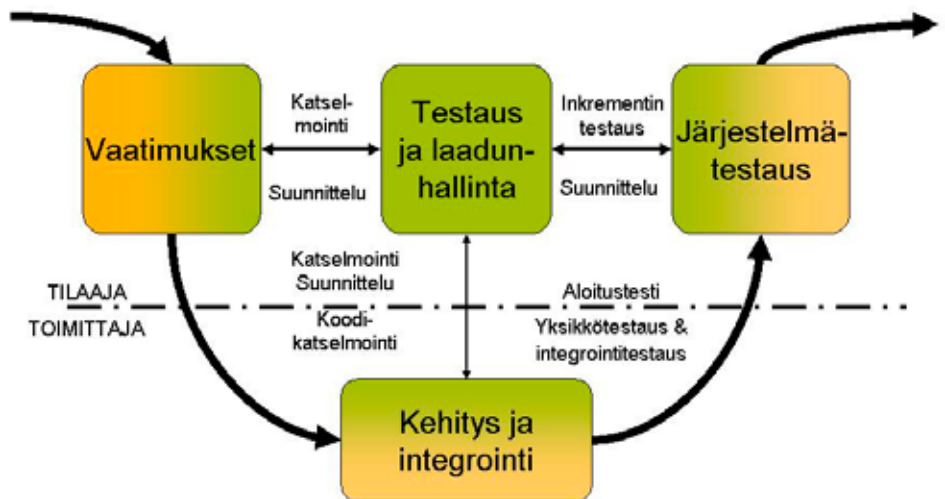 Vaatimukset
Katsel-
mointi
Suunnittelu
Testaus
ja laadun-
hallinta
Inkrementin
testaus
Suunnittelu
Järjestelmä-
testaus
Katselmointi
Suunnittelu
TILAAJA
Aloitustesti
TOIMITTAJA
Koodi-
katselmointi
Yksikkötestaus &
integrointitestaus
Kehitys ja
integrointi